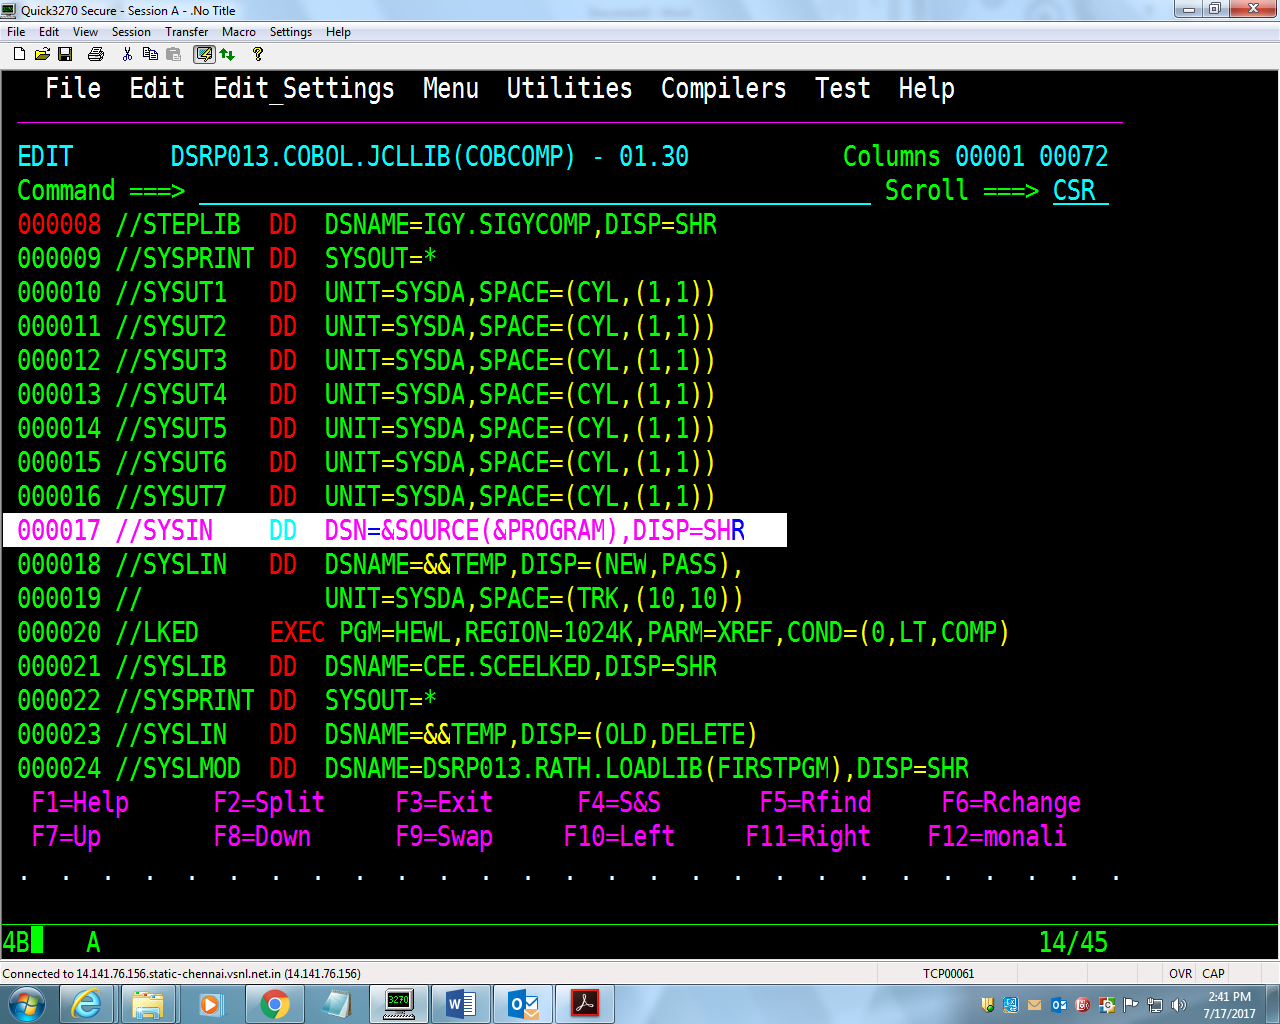 Quick3270 Secure - Session A - .No Title
File Edit View Session Transfer Macro Settings Help
File Edit Edit_Settings Menu Utilities Compilers Test Help
EDIT DSRP013.COBOL.JCLLIB(COBCOMP) - 01.30 Columns 00001 00072
Command ===> Scroll ===> CSR
000008 //STEPLIB DD DSNAME=IGY.SIGYCOMP,DISP=SHR
000009 //SYSPRINT DD SYSOUT=*
000010 //SYSUT1 DD UNIT=SYSDA,SPACE=(CYL,(1,1))
000011 //SYSUT2 DD UNIT=SYSDA,SPACE=(CYL,(1,1))
000012 //SYSUT3 DD UNIT=SYSDA,SPACE=(CYL,(1,1))
000013 //SYSUT4 DD UNIT=SYSDA,SPACE=(CYL,(1,1))
000014 //SYSUT5 DD UNIT=SYSDA,SPACE=(CYL,(1,1))
000015 //SYSUT6 DD UNIT=SYSDA,SPACE=(CYL,(1,1))
000016 //SYSUT7 DD UNIT=SYSDA,SPACE=(CYL,(1,1))
000017 //SYSIN DD DSN=&SOURCE(&PROGRAM),DISP=SHR
000018 //SYSLIN DD DSNAME=&&TEMP,DISP=(NEW,PASS),
000019 // UNIT=SYSDA,SPACE=(TRK,(10,10))
000020 //LKED EXEC PGM=HEWL,REGION=1024K,PARM=XREF,COND=(0,LT,COMP)
000021 //SYSLIB DD DSNAME=CEE.SCEELKED,DISP=SHR
000022 //SYSPRINT DD SYSOUT=*
000023 //SYSLIN DD DSNAME=&&TEMP,DISP=(OLD,DELETE)
000024 //SYSLMOD DD DSNAME=DSRP013.RATH.LOADLIB(FIRSTPGM),DISP=SHR
F1=Help F2=Split F3=Exit F4=S&S F5=Rfind F6=Rchange
F7=Up F8=Down F9=Swap F10=Left F11=Right F12=monali
. . . . . . . . . . . . . . . . . . . . . . . . . . .
4B A 14/45
Connected to 14.141.76.156.static-chennai.vsnl.net.in (14.141.76.156) TCP00061 OVR CAP
3270
2:41 PM
7/17/2017